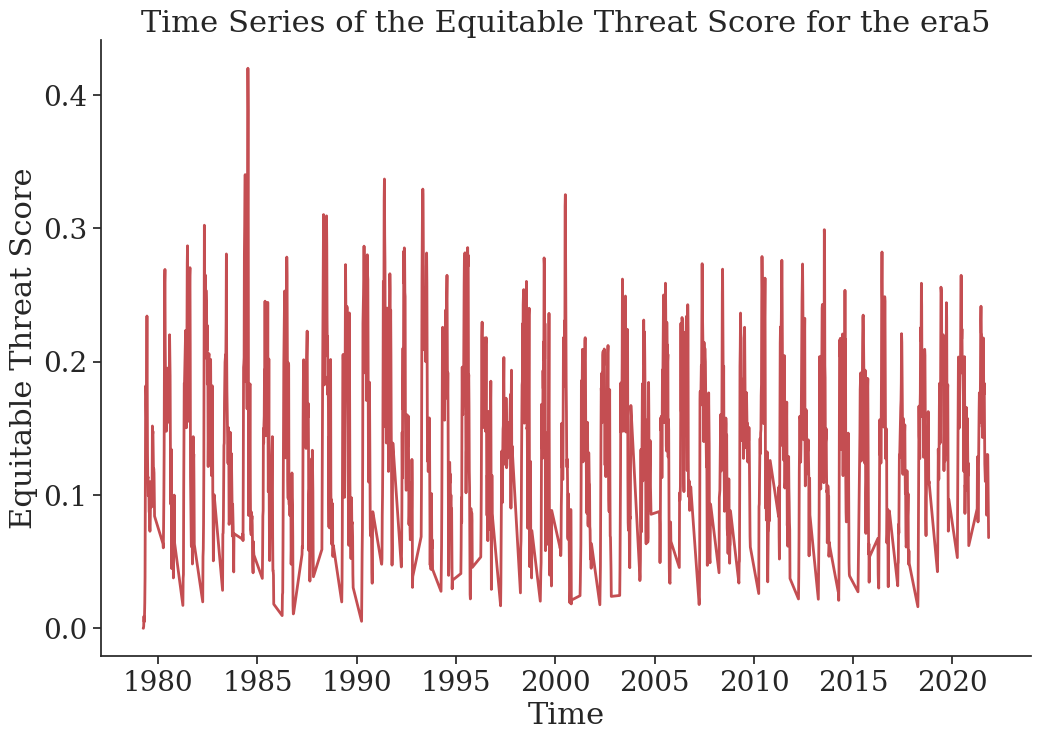 Time Series of the Equitable Threat Score for the era5
Equitable Threat Score
0.4
0.3
0.2
0.1
0.0
1980 1985 1990 1995 2000 2005 2010 2015 2020
Time